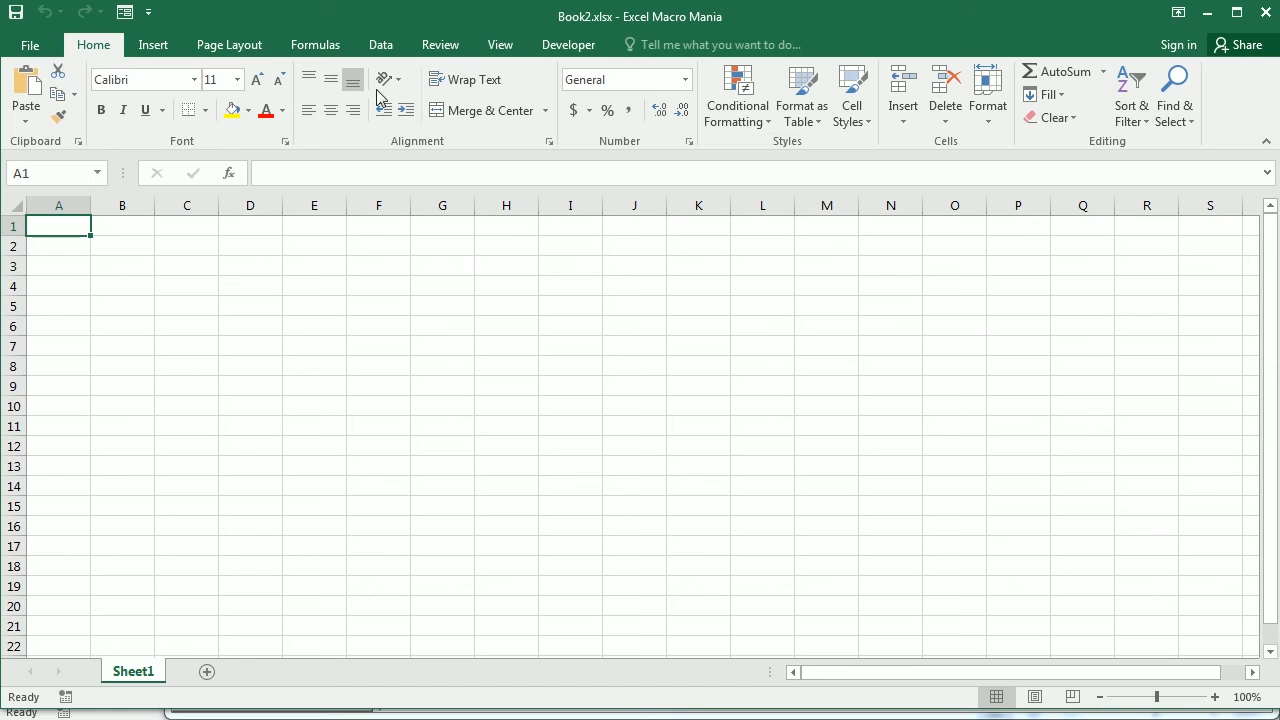 Book2.xlsx - Excel Macro Mania
File Home Insert Page Layout Formulas Data Review View Developer Tell me what you want to do... Sign in Share
Paste
Calibri 11
B I U A
Wrap Text
Merge & Center
General
$ % ,
Conditional Formatting
Format as Table
Cell Styles
Insert
Delete
Format
AutoSum
Fill
Clear
Sort & Filter
Find & Select
Clipboard Font Alignment Number Styles Cells Editing
A1 fx
A B C D E F G H I J K L M N O P Q R S
1
2
3
4
5
6
7
8
9
10
11
12
13
14
15
16
17
18
19
20
21
22
Sheet1
Ready 100%
Ready